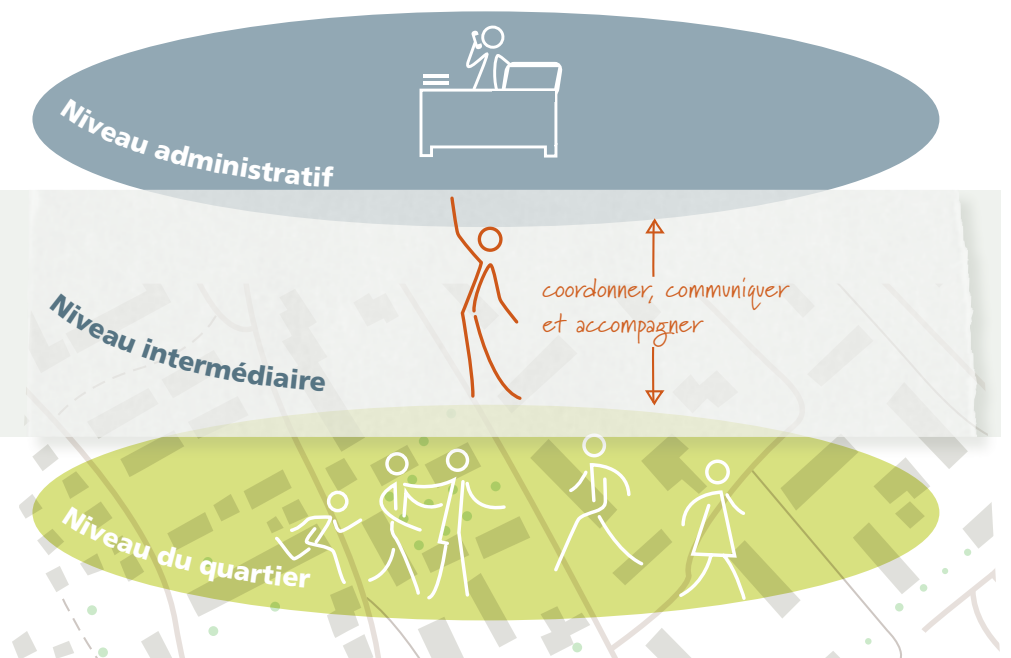 Niveau administratif
coordonner, communiquer
et accompagner
Niveau intermédiaire
Niveau du quartier